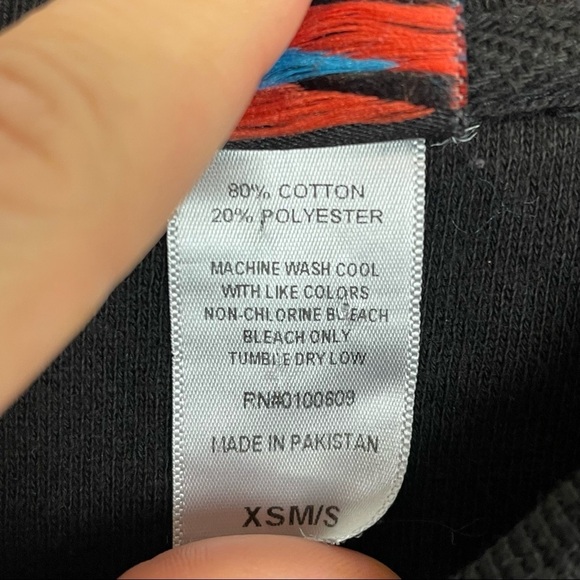 80% COTTON
20% POLYESTER
MACHINE WASH COOL
WITH LIKE COLORS
NON-CHLORINE BLEACH
BLEACH ONLY
TUMBLE DRY LOW
RN#0100609
MADE IN PAKISTAN
XSM/S